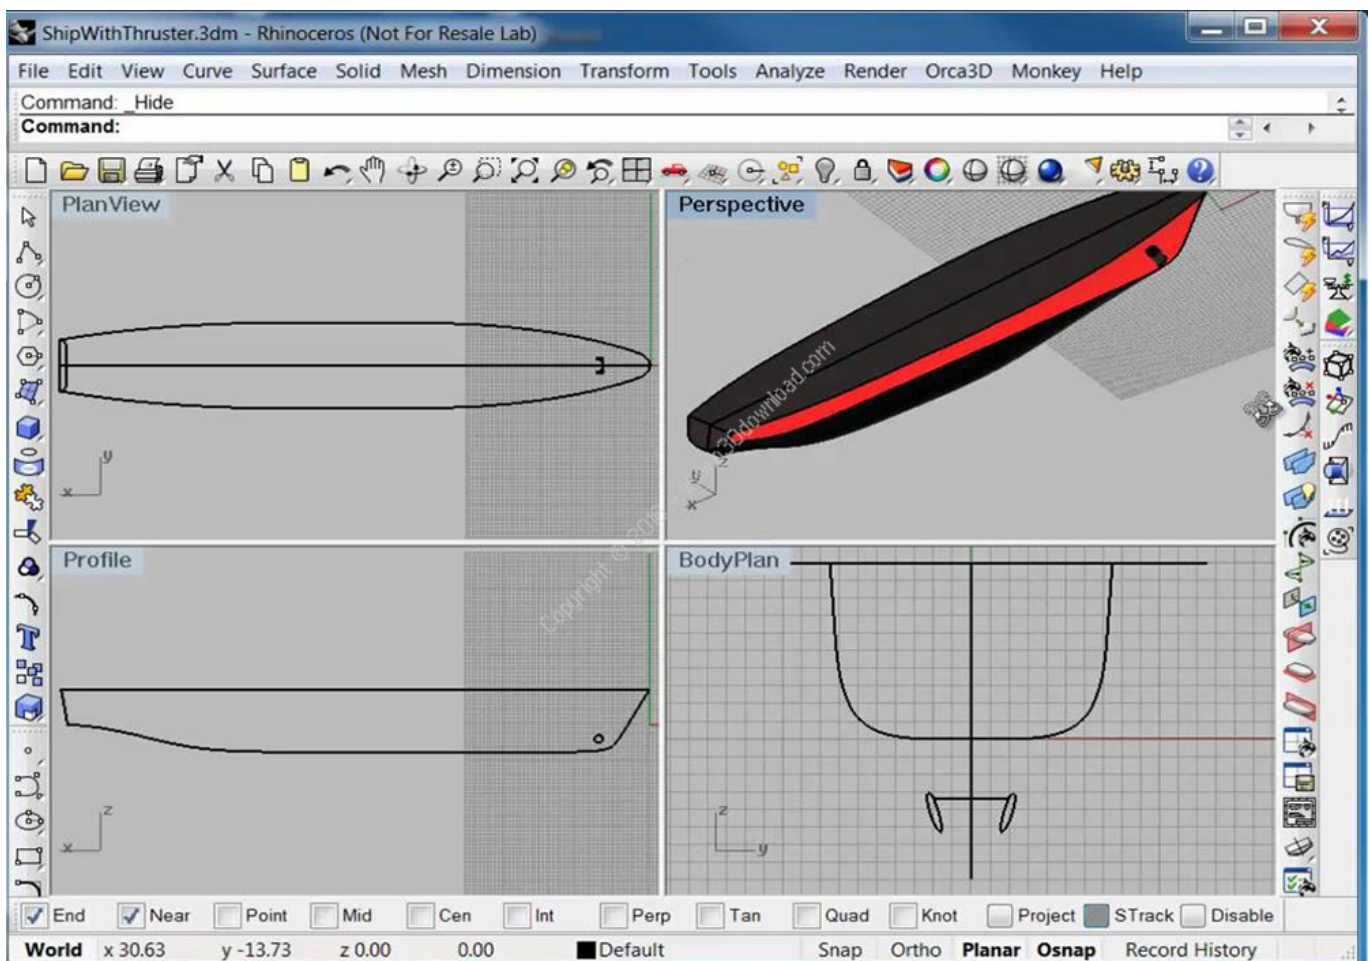 ShipWithThruster.3dm - Rhinoceros (Not For Resale Lab)
File Edit View Curve Surface Solid Mesh Dimension Transform Tools Analyze Render Orca3D Monkey Help
Command: _Hide
Command:
PlanView
Perspective
y
x
z
y
x
Profile
BodyPlan
z
x
z
y
End Near Point Mid Cen Int Perp Tan Quad Knot Project STrack Disable
World x 30.63 y -13.73 z 0.00 0.00 Default Snap Ortho Planar Osnap Record History